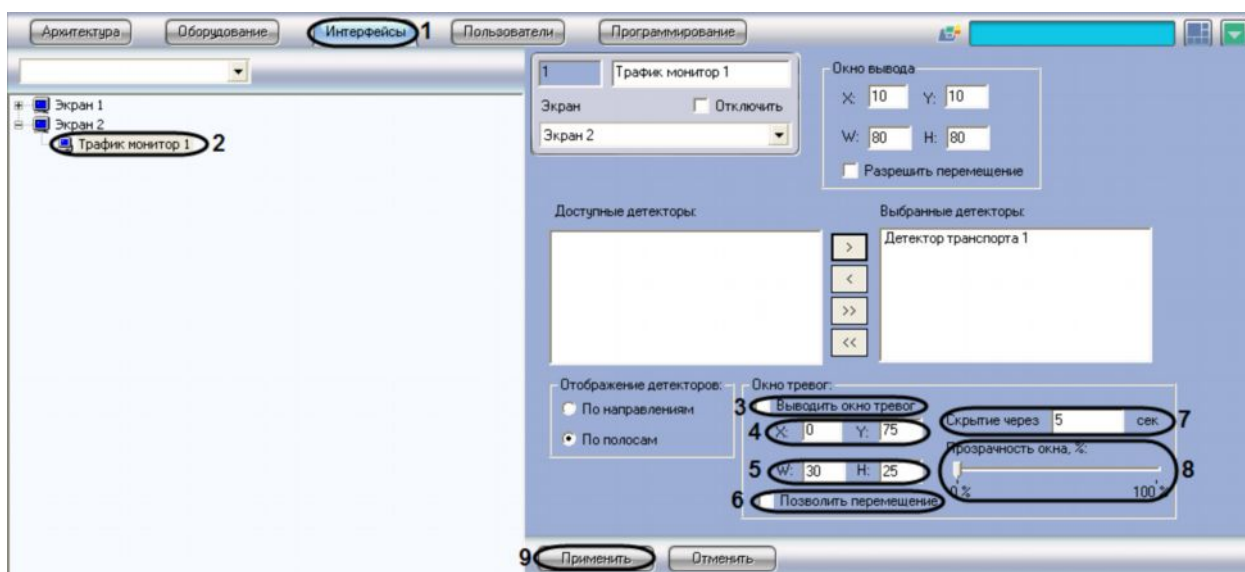 Архитектура Оборудование Интерфейсы 1 Пользователи Программирование
1 Трафик монитор 1
Экран Отключить
Экран 2
Окно вывода
X: 10 Y: 10
W: 80 H: 80
Разрешить перемещение
Экран 1
Экран 2
Трафик монитор 1 2
Доступные детекторы:
Выбранные детекторы:
Детектор транспорта 1
>
<
>>
<<
Отображение детекторов:
По направлениям
По полосам
Окно тревог:
3 Выводить окно тревог
4 X: 0 Y: 75
5 W: 30 H: 25
6 Позволить перемещение
Скрытие через 5 сек 7
Прозрачность окна, %:
8
0 % 100 %
9 Применить Отменить